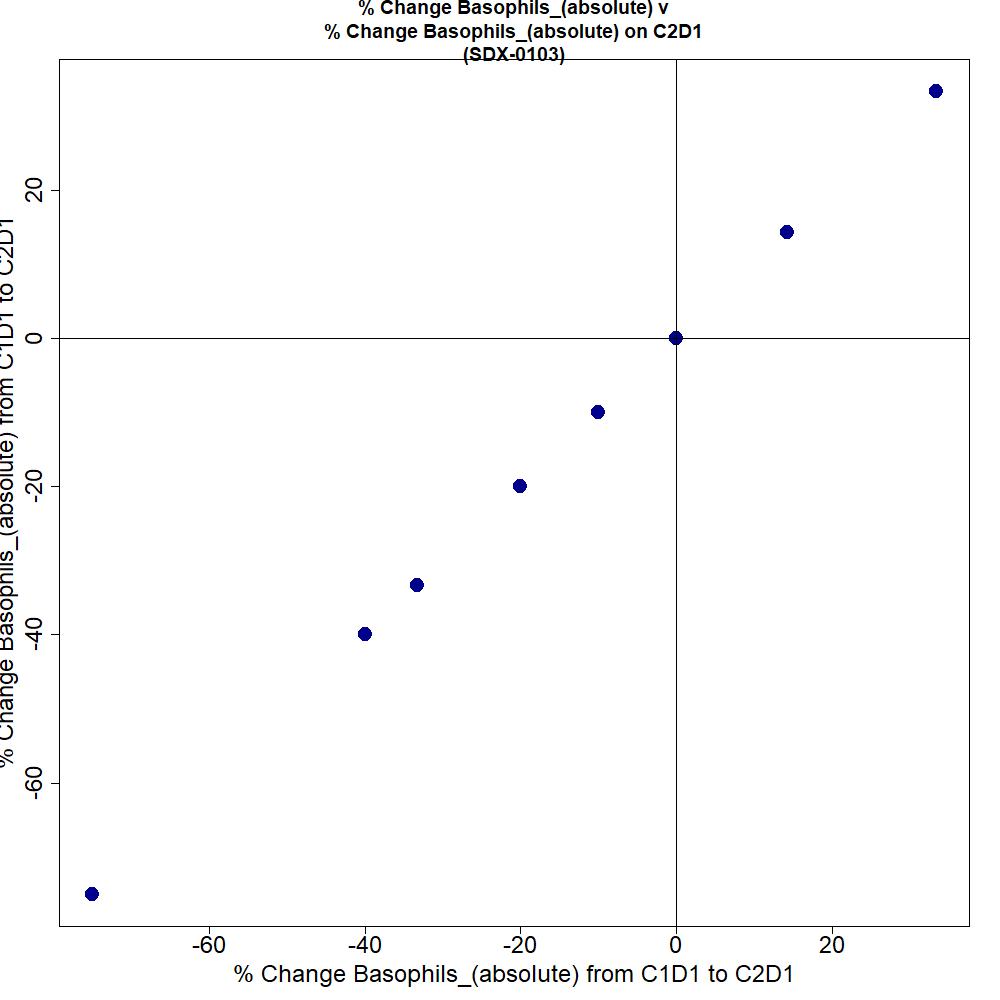 % Change Basophils_(absolute) v
% Change Basophils_(absolute) on C2D1
(SDX-0103)
% Change Basophils_(absolute) from C1D1 to C2D1
20
0
-20
-40
-60
-60
-40
-20
0
20
% Change Basophils_(absolute) from C1D1 to C2D1